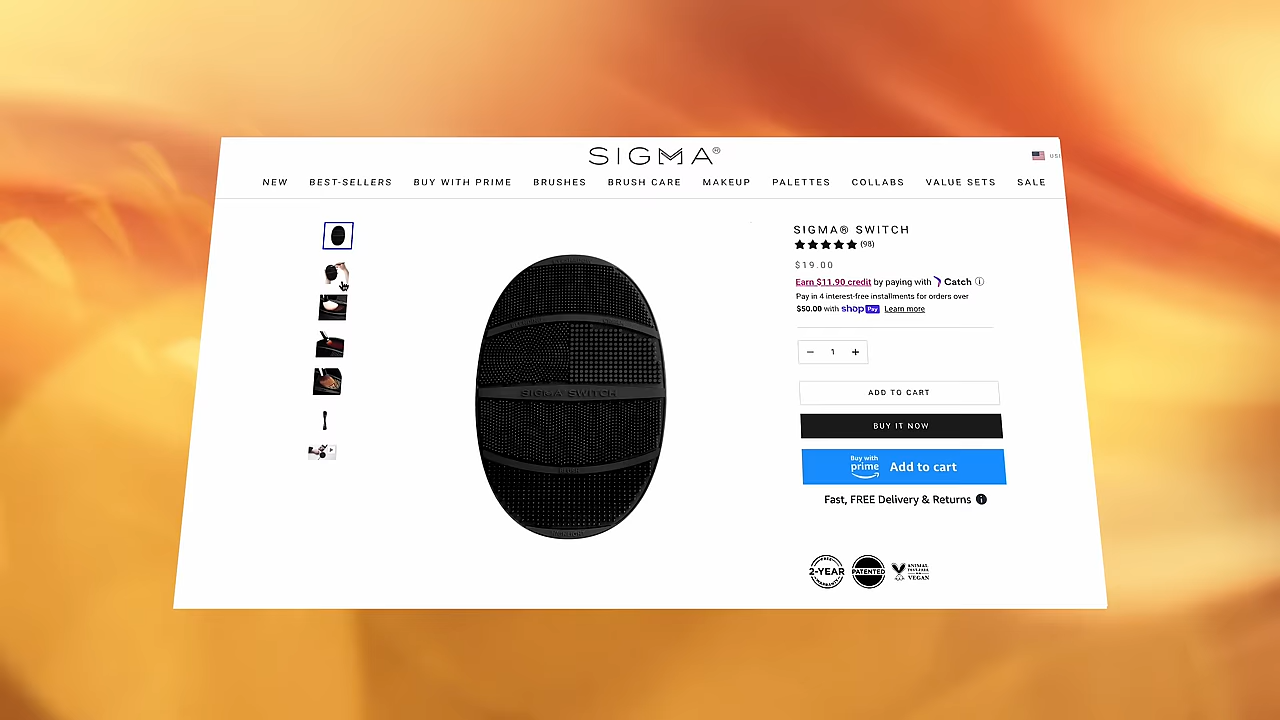 SIGMA®
NEW BEST-SELLERS BUY WITH PRIME BRUSHES BRUSH CARE MAKEUP PALETTES COLLABS VALUE SETS SALE
SIGMA® SWITCH
(98)
$19.00
Earn $11.90 credit by paying with Catch
Pay in 4 interest-free installments for orders over
$50.00 with shop Pay Learn more
− 1 +
ADD TO CART
BUY IT NOW
Buy with
prime Add to cart
Fast, FREE Delivery & Returns
SIGMA SWITCH
2-YEAR
PATENTED
ANIMAL
VEGAN